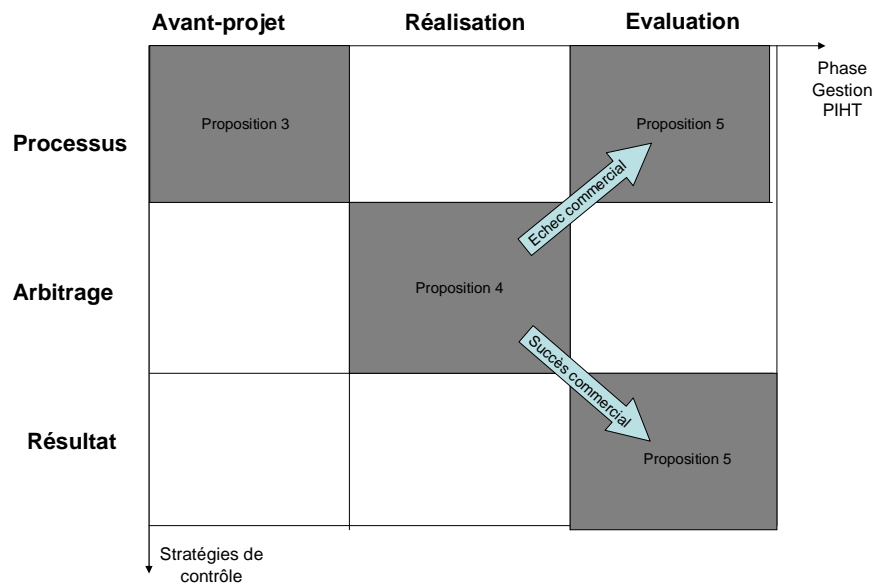 Avant-projet Réalisation Evaluation
Phase
Gestion
PIHT
Processus
Proposition 3
Proposition 5
Echec commercial
Arbitrage
Proposition 4
Succès commercial
Résultat
Proposition 5
Stratégies de
contrôle